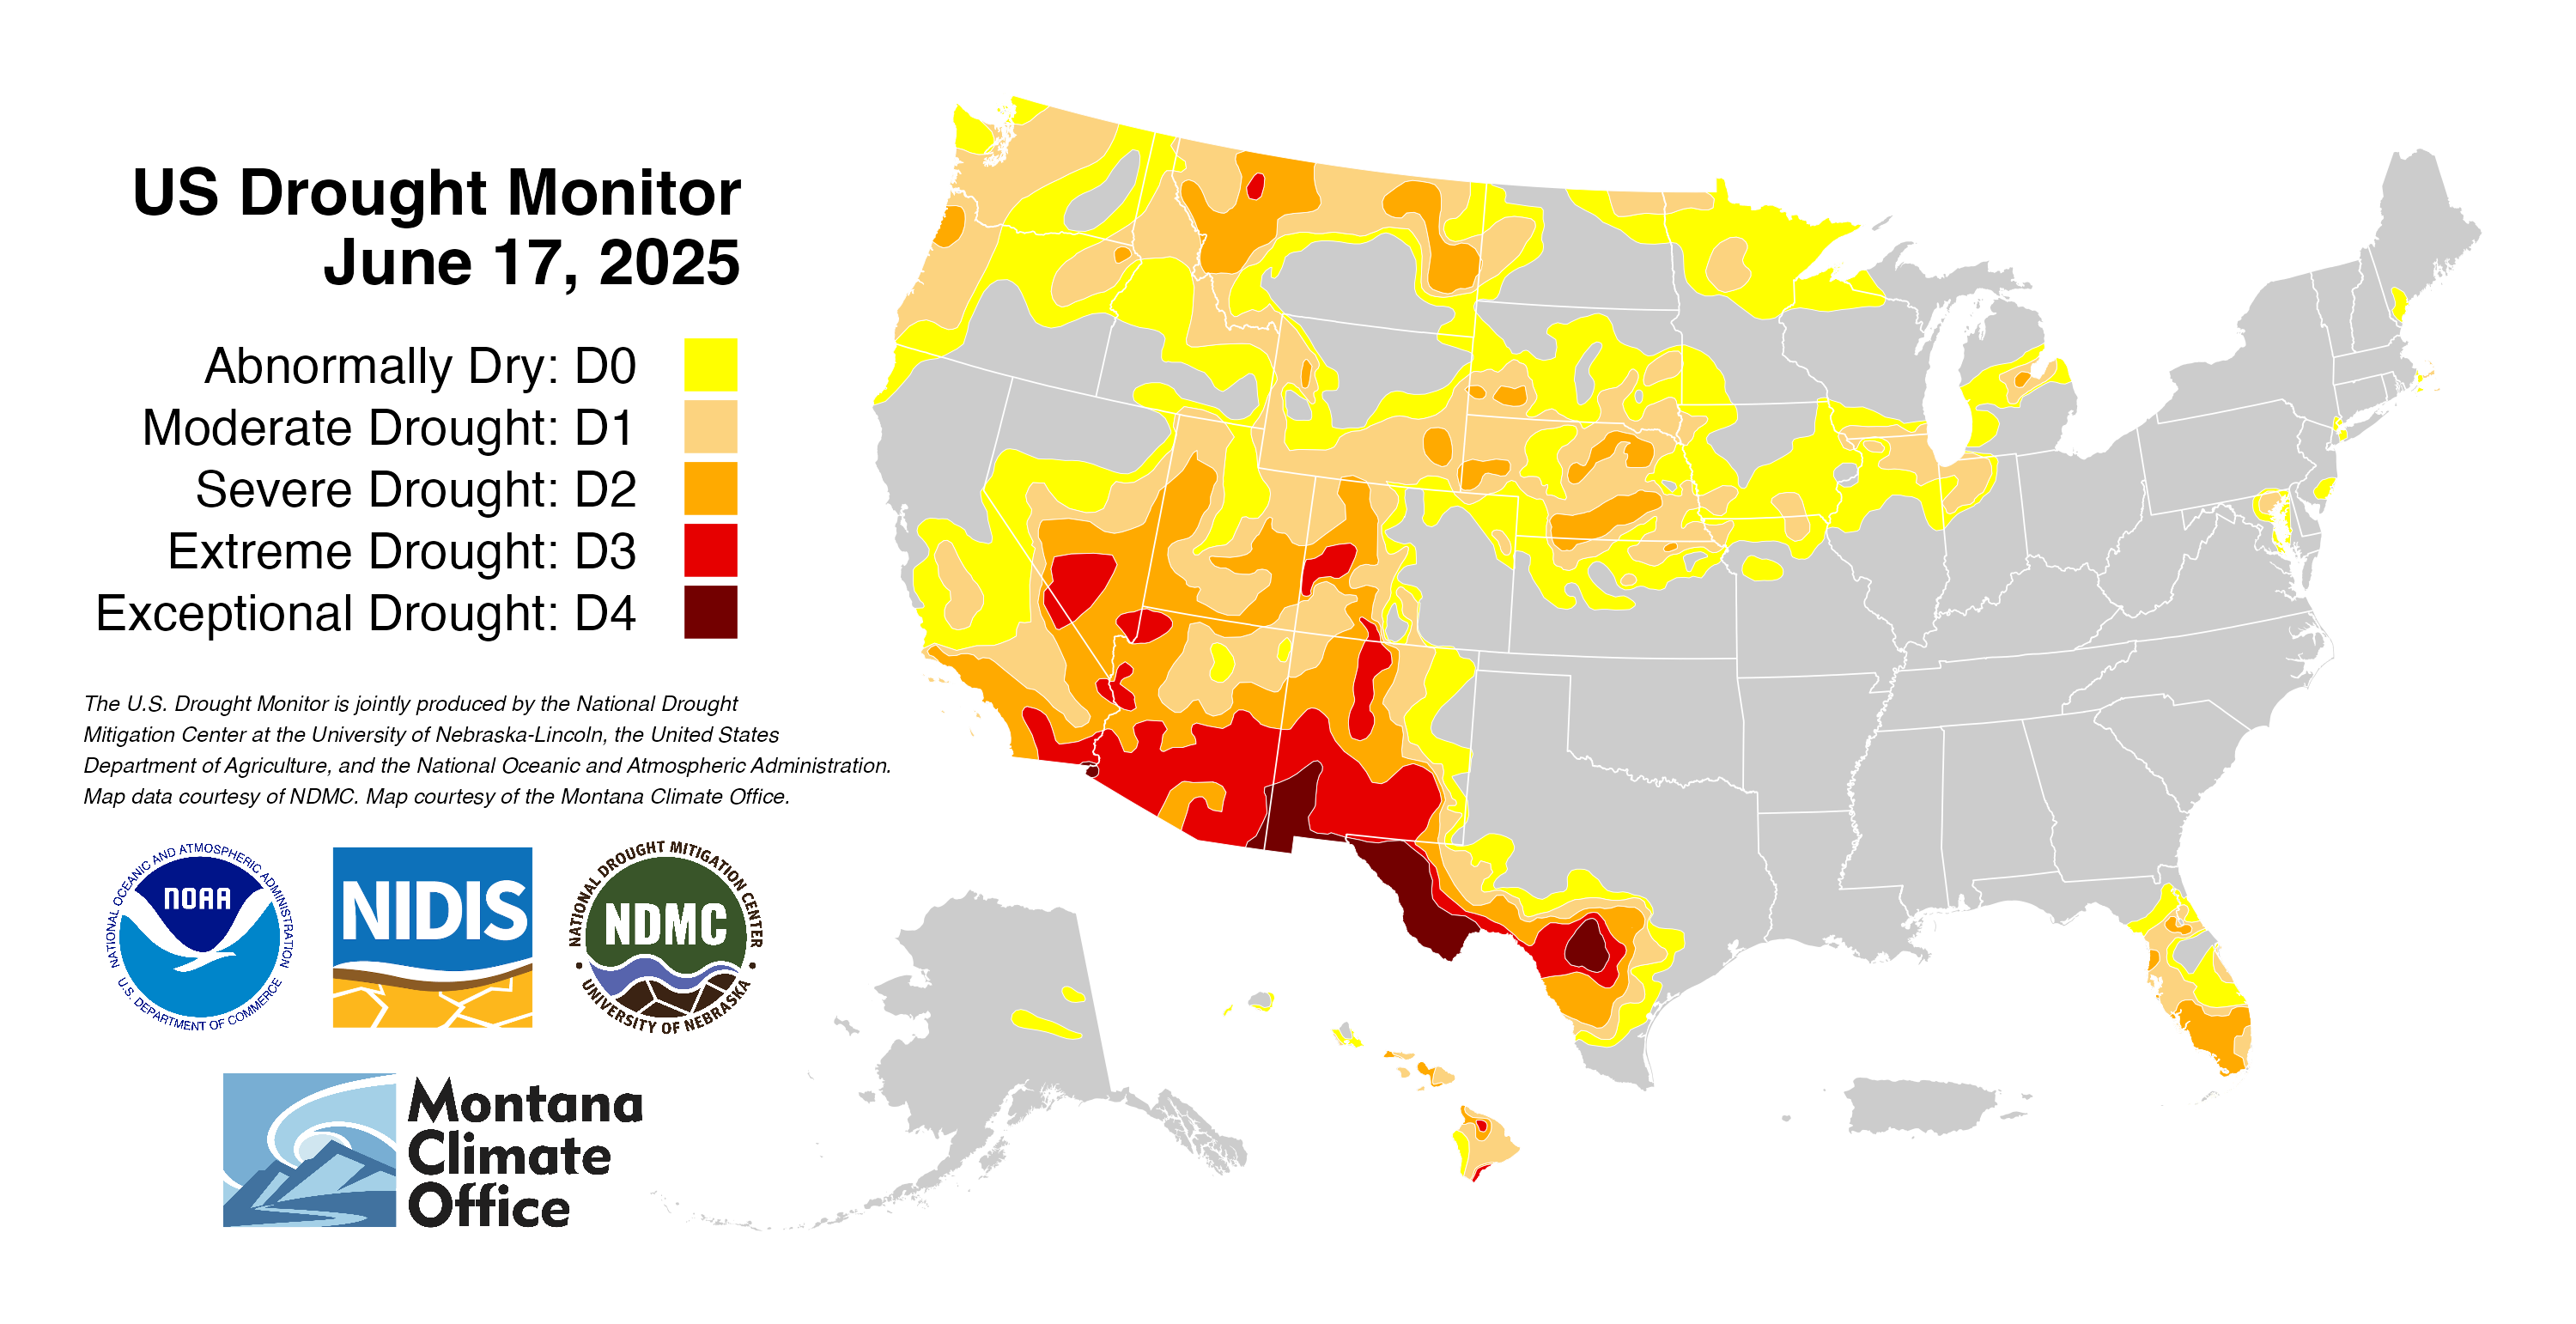 US Drought Monitor
June 17, 2025
Abnormally Dry: D0
Moderate Drought: D1
Severe Drought: D2
Extreme Drought: D3
Exceptional Drought: D4
The U.S. Drought Monitor is jointly produced by the National Drought
Mitigation Center at the University of Nebraska-Lincoln, the United States
Department of Agriculture, and the National Oceanic and Atmospheric Administration.
Map data courtesy of NDMC. Map courtesy of the Montana Climate Office.
NATIONAL OCEANIC AND ATMOSPHERIC ADMINISTRATION
NOAA
U.S. DEPARTMENT OF COMMERCE
NIDIS
NATIONAL DROUGHT MITIGATION CENTER
NDMC
UNIVERSITY OF NEBRASKA
Montana
Climate
Office